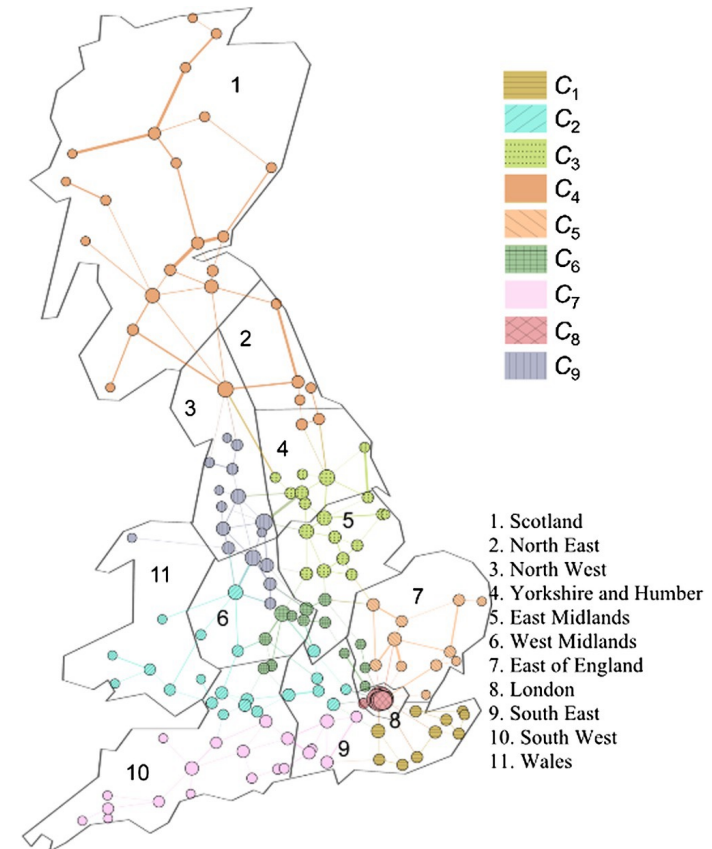 1
2
3
4
5
6
7
8
9
10
11
C1
C2
C3
C4
C5
C6
C7
C8
C9
1. Scotland
2. North East
3. North West
4. Yorkshire and Humber
5. East Midlands
6. West Midlands
7. East of England
8. London
9. South East
10. South West
11. Wales